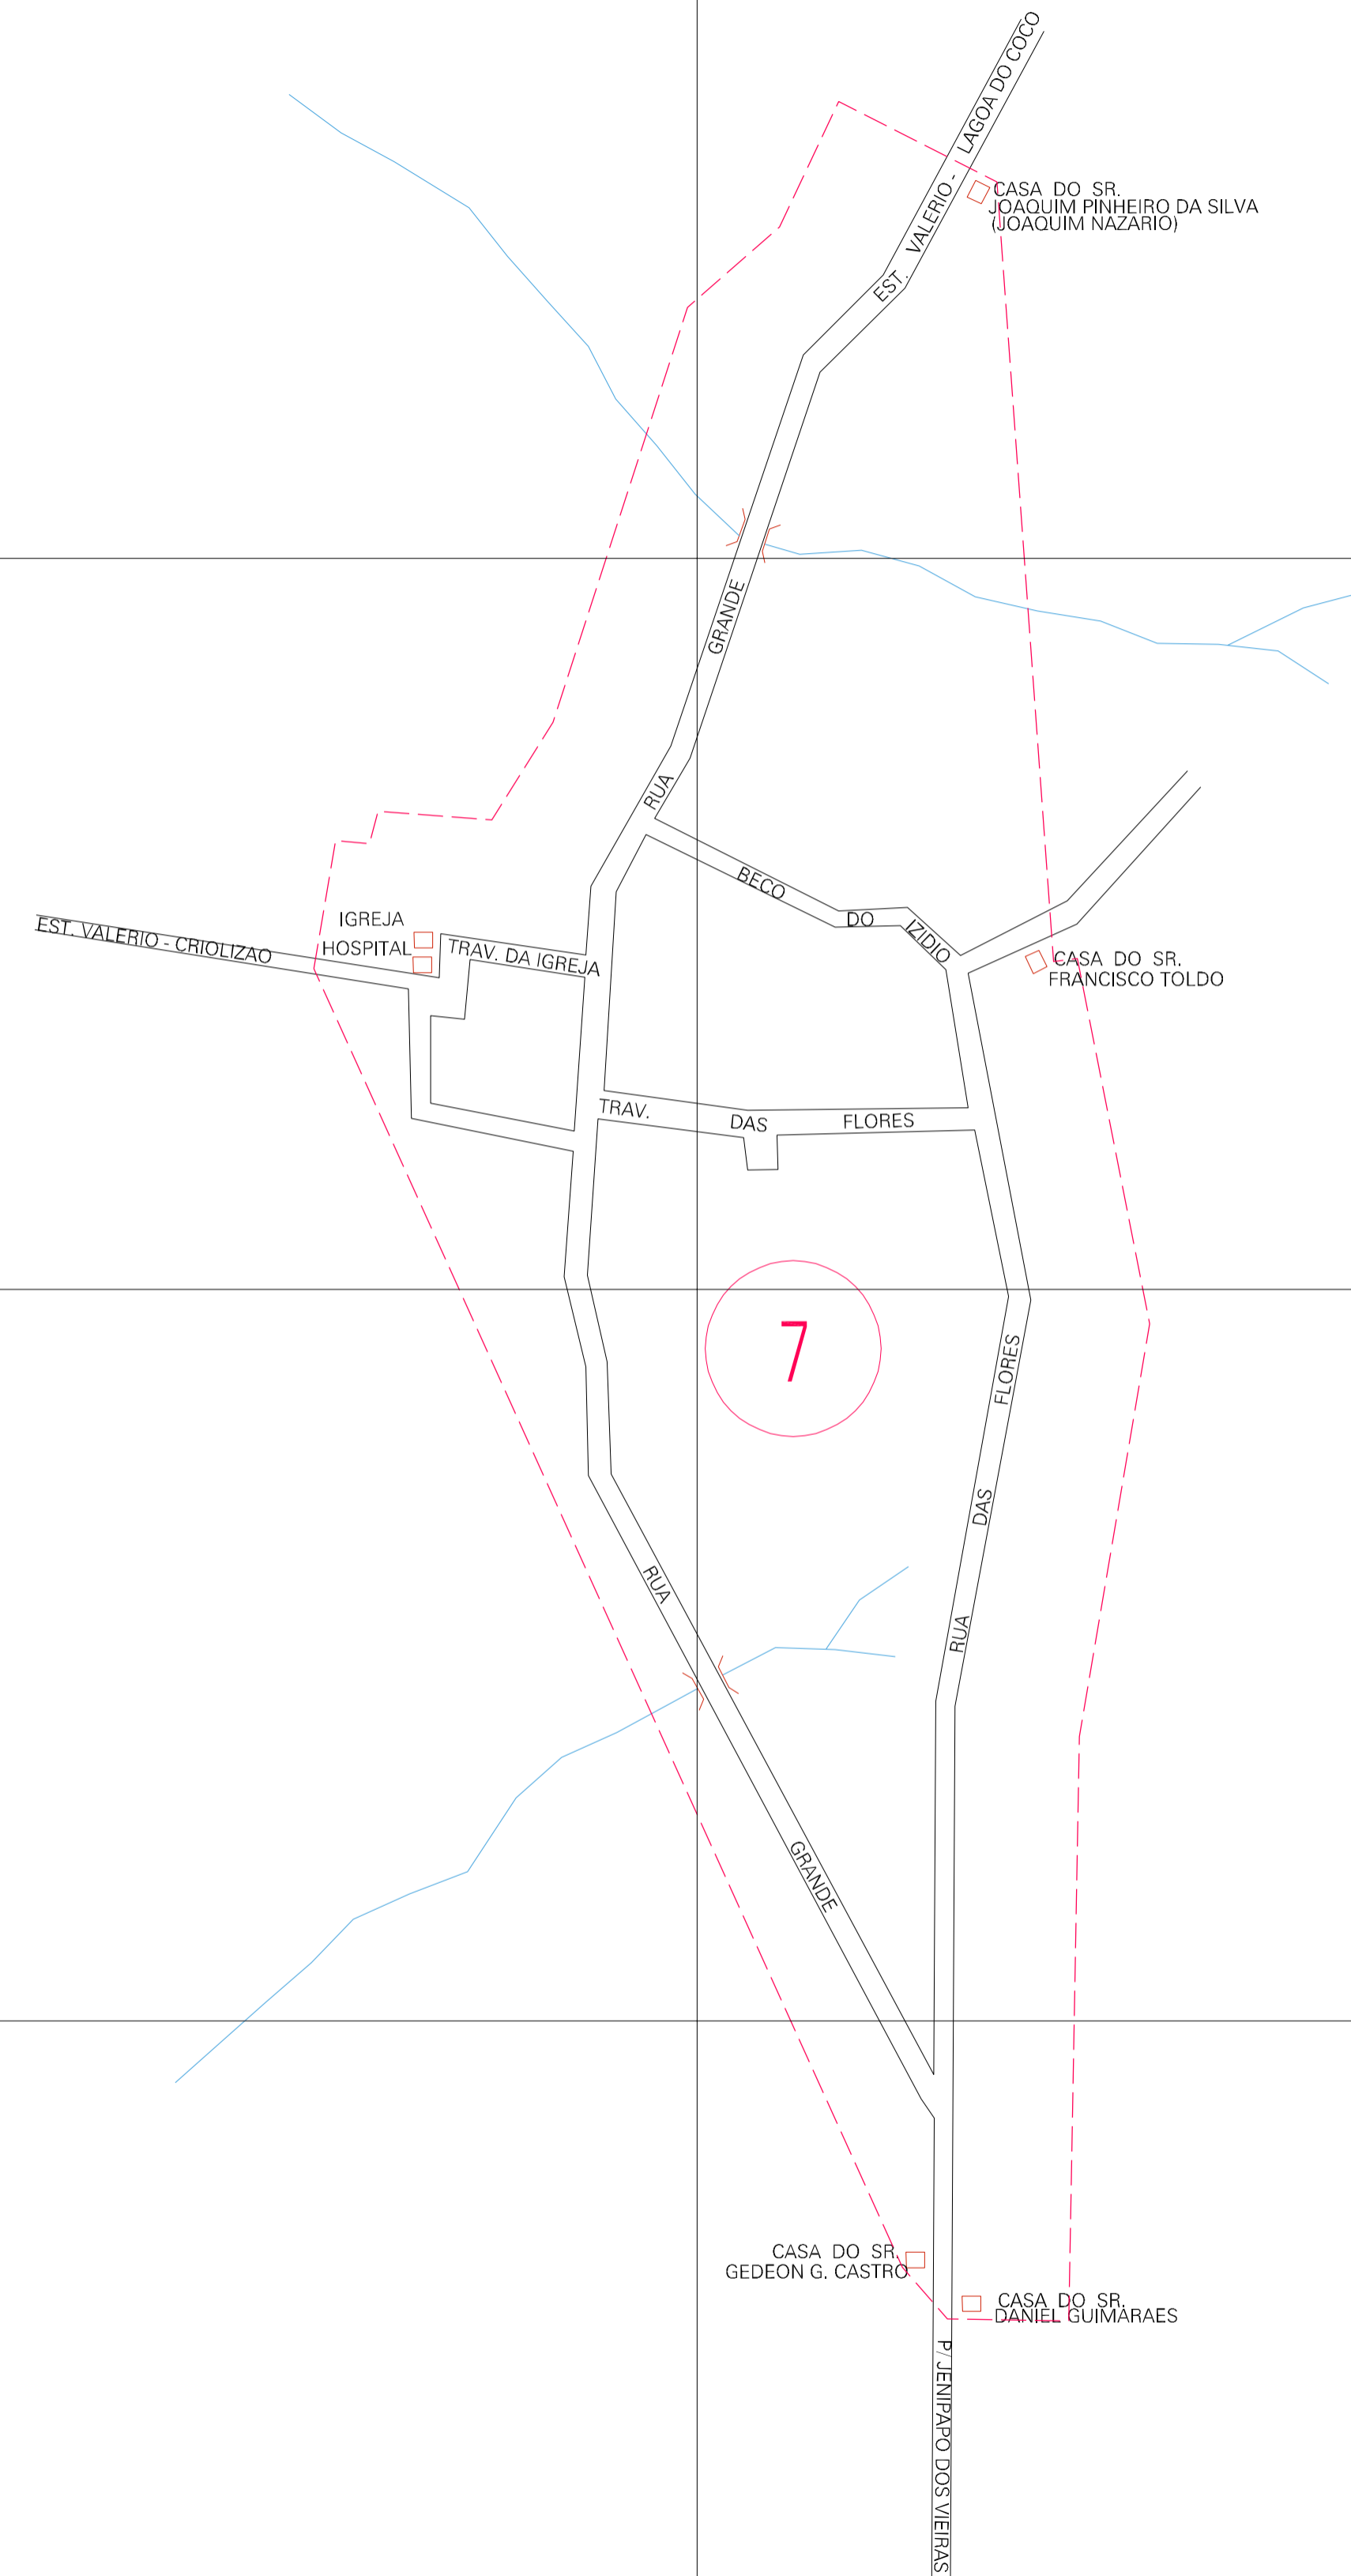 EST. VALERIO - LAGOA DO COCO
CASA DO SR.
JOAQUIM PINHEIRO DA SILVA
(JOAQUIM NAZARIO)
RUA GRANDE
BECO DO IZIDIO
IGREJA
HOSPITAL
EST. VALERIO - CRIOLIZAO
TRAV. DA IGREJA
CASA DO SR.
FRANCISCO TOLDO
TRAV. DAS FLORES
7
RUA DAS FLORES
RUA GRANDE
CASA DO SR.
GEDEON G. CASTRO
CASA DO SR.
DANIEL GUIMARAES
P/ JENIPAPO DOS VIEIRAS